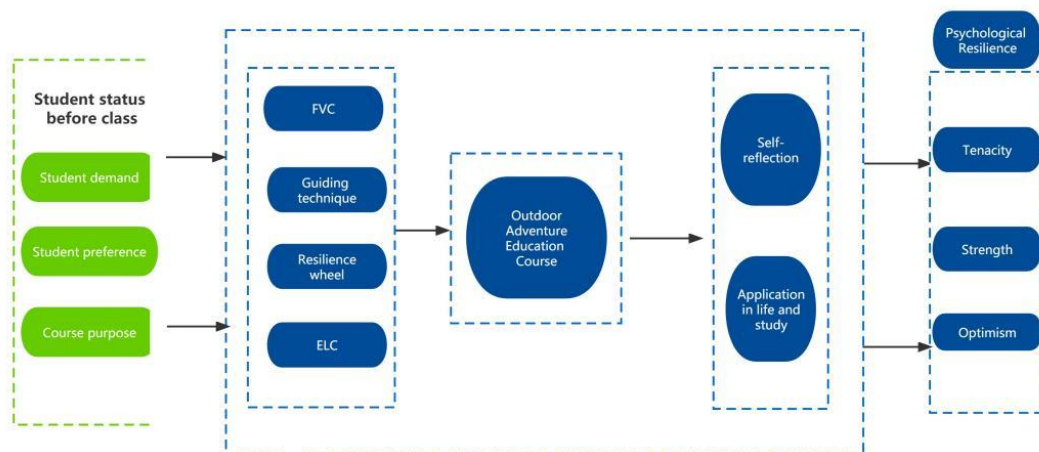 Student status
before class
Student demand
Student preference
Course purpose
FVC
Guiding
technique
Resilience
wheel
ELC
Outdoor
Adventure
Education
Course
Self-
reflection
Application
in life and
study
Psychological
Resilience
Tenacity
Strength
Optimism